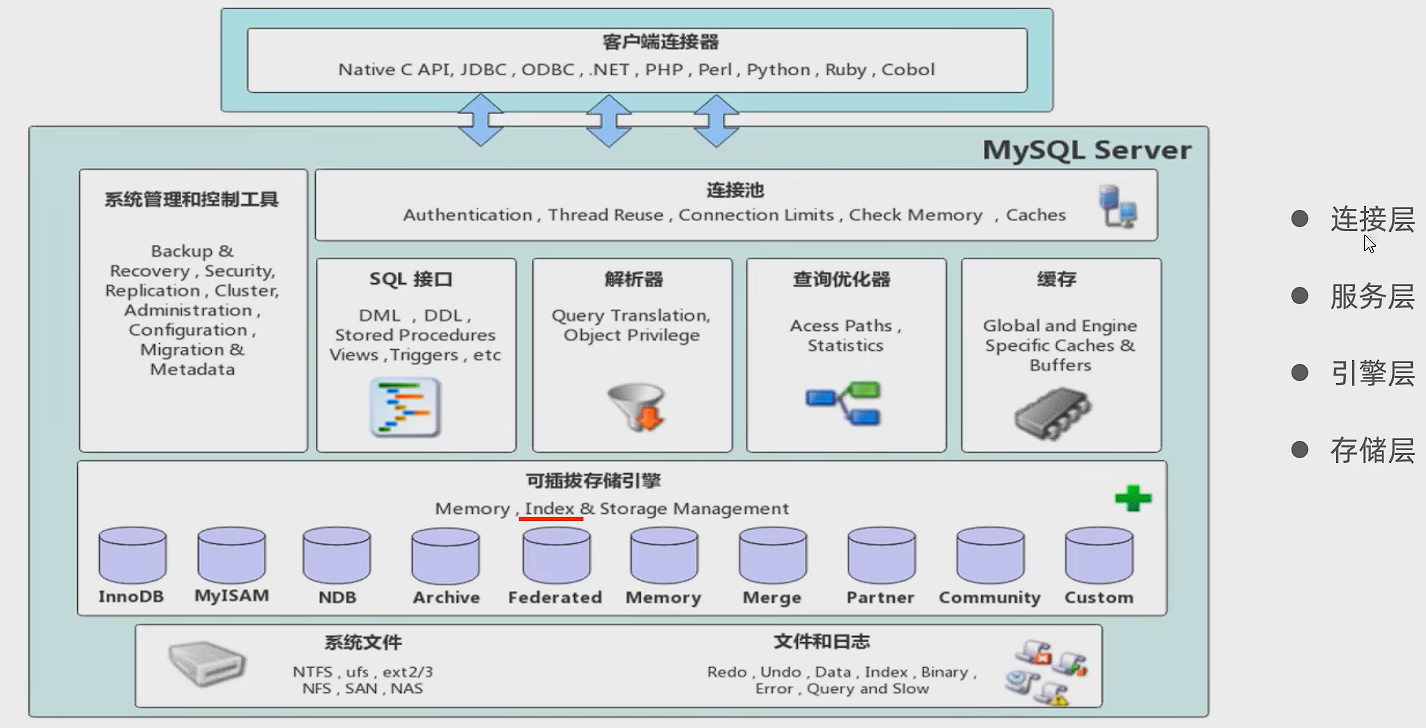 客户端连接器
Native C API, JDBC , ODBC , .NET , PHP , Perl , Python , Ruby , Cobol
MySQL Server
系统管理和控制工具
Backup &
Recovery , Security,
Replication , Cluster,
Administration ,
Configuration ,
Migration &
Metadata
连接池
Authentication , Thread Reuse , Connection Limits , Check Memory , Caches
SQL 接口
DML , DDL ,
Stored Procedures
Views ,Triggers , etc
解析器
Query Translation,
Object Privilege
查询优化器
Acess Paths ,
Statistics
缓存
Global and Engine
Specific Caches &
Buffers
可插拔存储引擎
Memory , Index & Storage Management
InnoDB
MyISAM
NDB
Archive
Federated
Memory
Merge
Partner
Community
Custom
系统文件
NTFS , ufs , ext2/3
NFS , SAN , NAS
文件和日志
Redo , Undo , Data , Index , Binary ,
Error , Query and Slow
连接层
服务层
引擎层
存储层